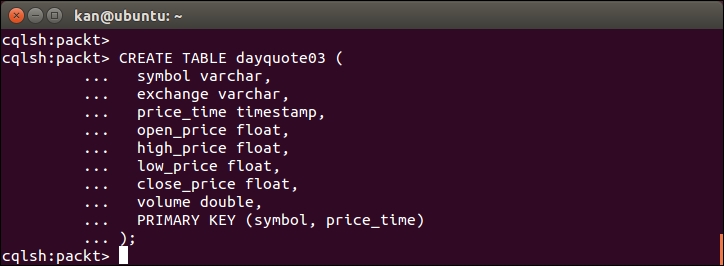 kan@ubuntu: ~
cqlsh:packt>
cqlsh:packt> CREATE TABLE dayquote03 (
... symbol varchar,
... exchange varchar,
... price_time timestamp,
... open_price float,
... high_price float,
... low_price float,
... close_price float,
... volume double,
... PRIMARY KEY (symbol, price_time)
... );
cqlsh:packt>